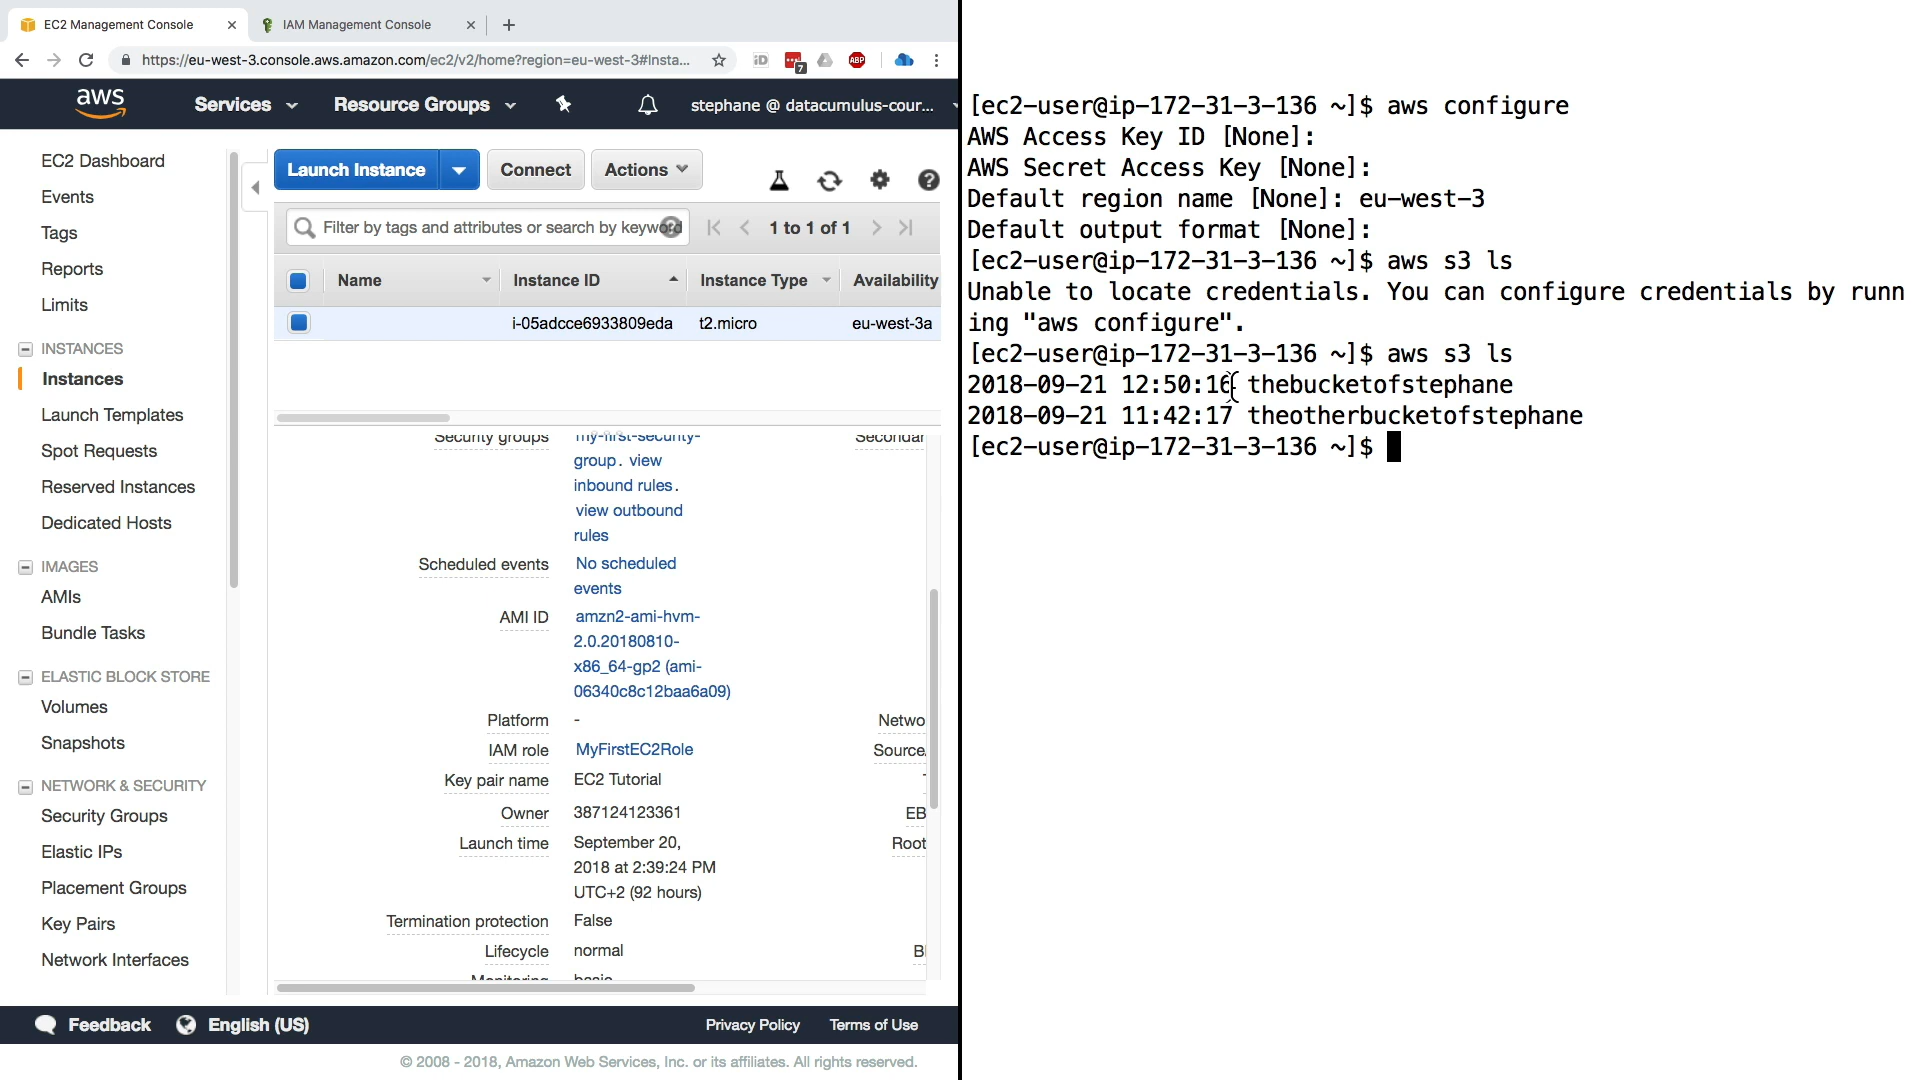 EC2 Management Console
IAM Management Console
https://eu-west-3.console.aws.amazon.com/ec2/v2/home?region=eu-west-3#Insta...
iD
7
ABP
aws
Services
Resource Groups
stephane @ datacumulus-cour...
EC2 Dashboard
Events
Tags
Reports
Limits
INSTANCES
Instances
Launch Templates
Spot Requests
Reserved Instances
Dedicated Hosts
IMAGES
AMIs
Bundle Tasks
ELASTIC BLOCK STORE
Volumes
Snapshots
NETWORK & SECURITY
Security Groups
Elastic IPs
Placement Groups
Key Pairs
Network Interfaces
Launch Instance
Connect
Actions
Filter by tags and attributes or search by keyword
1 to 1 of 1
Name
Instance ID
Instance Type
Availability
i-05adcce6933809eda
t2.micro
eu-west-3a
Security groups
my-first-security-
group. view
inbound rules.
view outbound
rules
Scheduled events
No scheduled
events
AMI ID
amzn2-ami-hvm-
2.0.20180810-
x86_64-gp2 (ami-
06340c8c12baa6a09)
Platform
-
IAM role
MyFirstEC2Role
Key pair name
EC2 Tutorial
Owner
387124123361
Launch time
September 20,
2018 at 2:39:24 PM
UTC+2 (92 hours)
Termination protection
False
Lifecycle
normal
Monitoring
basic
Secondar
Netwo
Source
EB
Root
Feedback
English (US)
Privacy Policy
Terms of Use
© 2008 - 2018, Amazon Web Services, Inc. or its affiliates. All rights reserved.
[ec2-user@ip-172-31-3-136 ~]$ aws configure
AWS Access Key ID [None]:
AWS Secret Access Key [None]:
Default region name [None]: eu-west-3
Default output format [None]:
[ec2-user@ip-172-31-3-136 ~]$ aws s3 ls
Unable to locate credentials. You can configure credentials by runn
ing "aws configure".
[ec2-user@ip-172-31-3-136 ~]$ aws s3 ls
2018-09-21 12:50:16 thebucketofstephane
2018-09-21 11:42:17 theotherbucketofstephane
[ec2-user@ip-172-31-3-136 ~]$